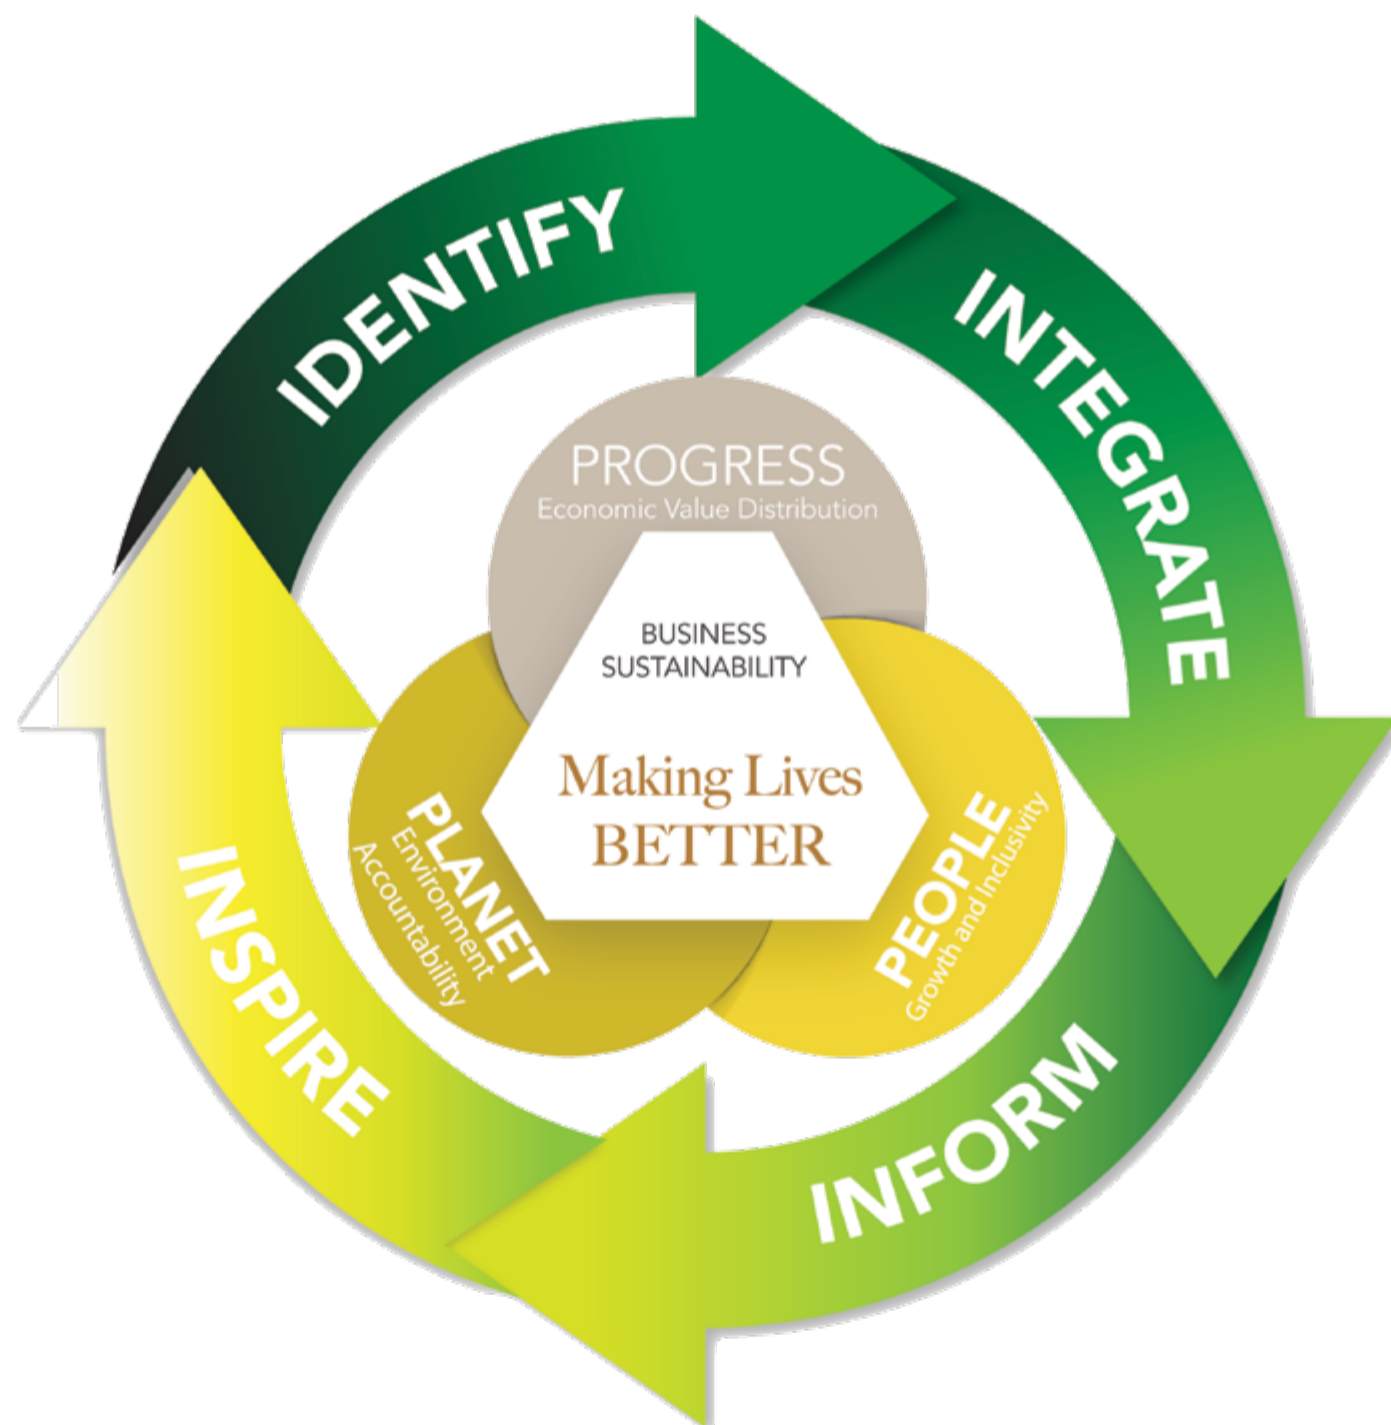 IDENTIFY
INTEGRATE
INFORM
INSPIRE
PROGRESS
Economic Value Distribution
BUSINESS
SUSTAINABILITY
Making Lives
BETTER
PLANET
Environment
Accountability
PEOPLE
Growth and Inclusivity